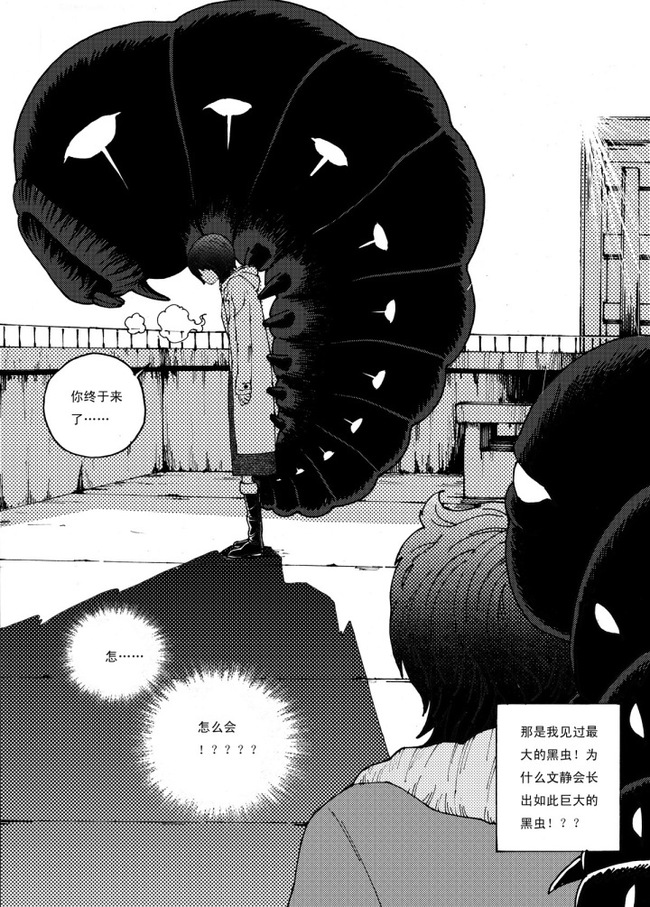 你终于来
了……
怎……
怎么会
！？？？？
那是我见过最
大的黑虫！为
什么文静会长
出如此巨大的
黑虫！？？